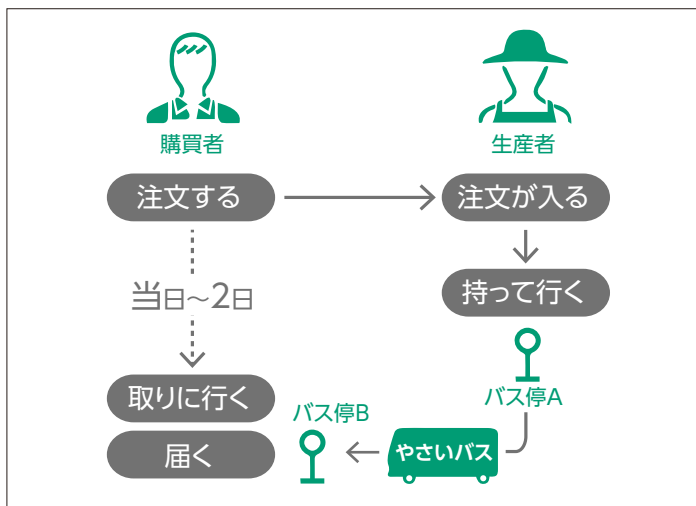 購買者
生産者
注文する
注文が入る
当日～2日
持って行く
バス停A
取りに行く
バス停B
届く
やさいバス